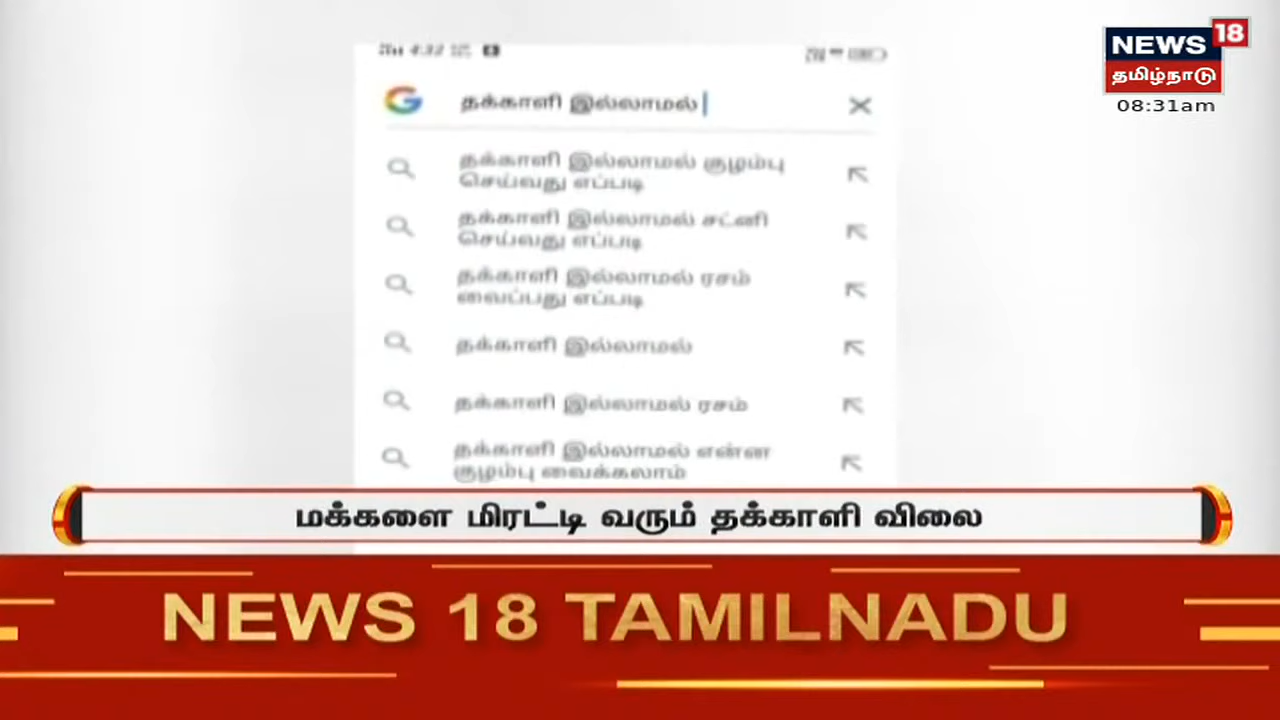 4:32
NEWS 18
தமிழ்நாடு
08:31am
தக்காளி இல்லாமல்
தக்காளி இல்லாமல் குழம்பு
செய்வது எப்படி
தக்காளி இல்லாமல் சட்னி
செய்வது எப்படி
தக்காளி இல்லாமல் ரசம்
வைப்பது எப்படி
தக்காளி இல்லாமல்
தக்காளி இல்லாமல் ரசம்
தக்காளி இல்லாமல் என்ன
குழம்பு வைக்கலாம்
மக்களை மிரட்டி வரும் தக்காளி விலை
NEWS 18 TAMILNADU